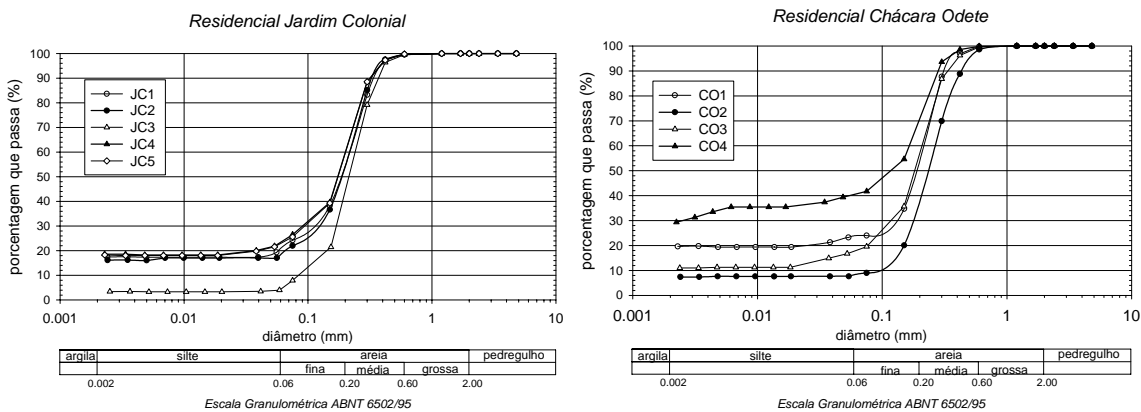 Residencial Jardim Colonial
porcentagem que passa (%)
100
90
80
70
60
50
40
30
20
10
0
JC1
JC2
JC3
JC4
JC5
0.001 0.01 0.1 1 10
diâmetro (mm)
argila silte areia pedregulho
fina média grossa
0.002 0.06 0.20 0.60 2.00
Escala Granulométrica ABNT 6502/95
Residencial Chácara Odete
porcentagem que passa (%)
100
90
80
70
60
50
40
30
20
10
0
CO1
CO2
CO3
CO4
0.001 0.01 0.1 1 10
diâmetro (mm)
argila silte areia pedregulho
fina média grossa
0.002 0.06 0.20 0.60 2.00
Escala Granulométrica ABNT 6502/95